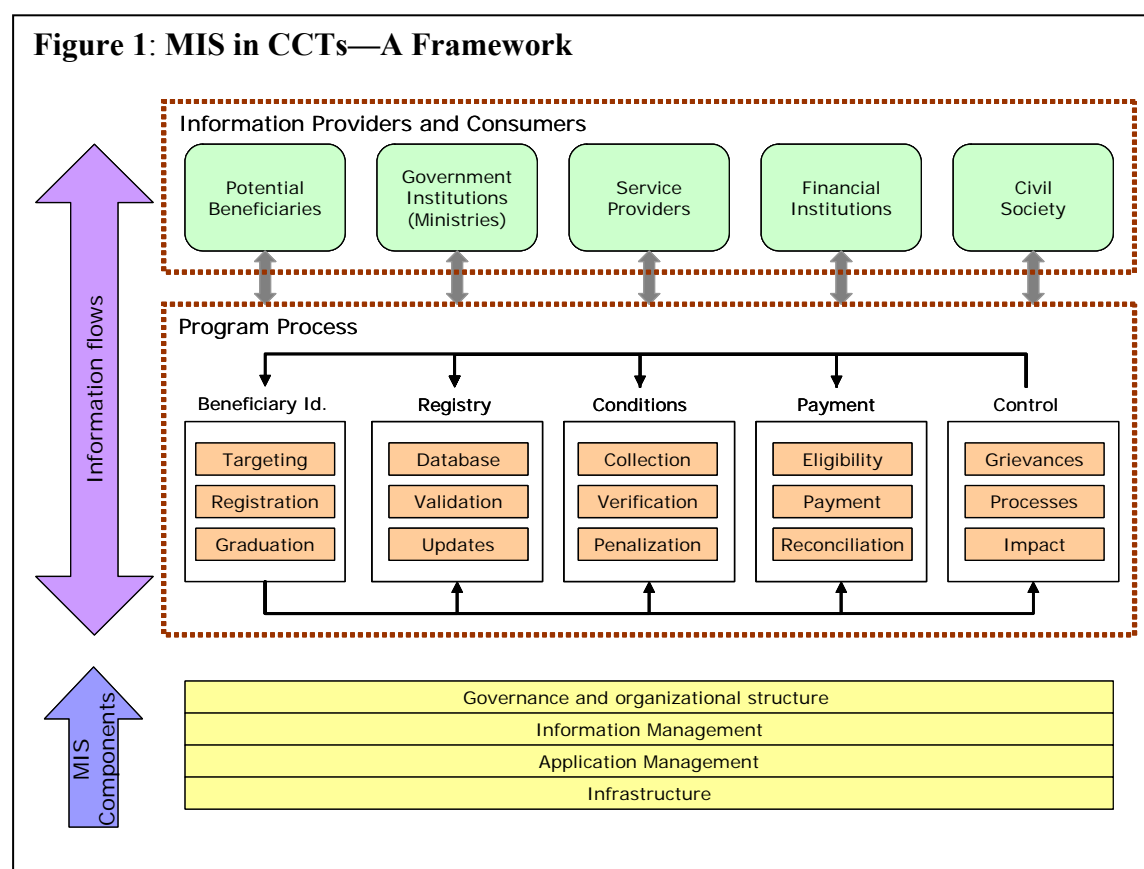 Figure 1: MIS in CCTs—A Framework
Information Providers and Consumers
Potential
Beneficiaries
Government
Institutions
(Ministries)
Service
Providers
Financial
Institutions
Civil
Society
Information flows
Program Process
Beneficiary Id.
Registry
Conditions
Payment
Control
Targeting
Registration
Graduation
Database
Validation
Updates
Collection
Verification
Penalization
Eligibility
Payment
Reconciliation
Grievances
Processes
Impact
MIS
Components
Governance and organizational structure
Information Management
Application Management
Infrastructure